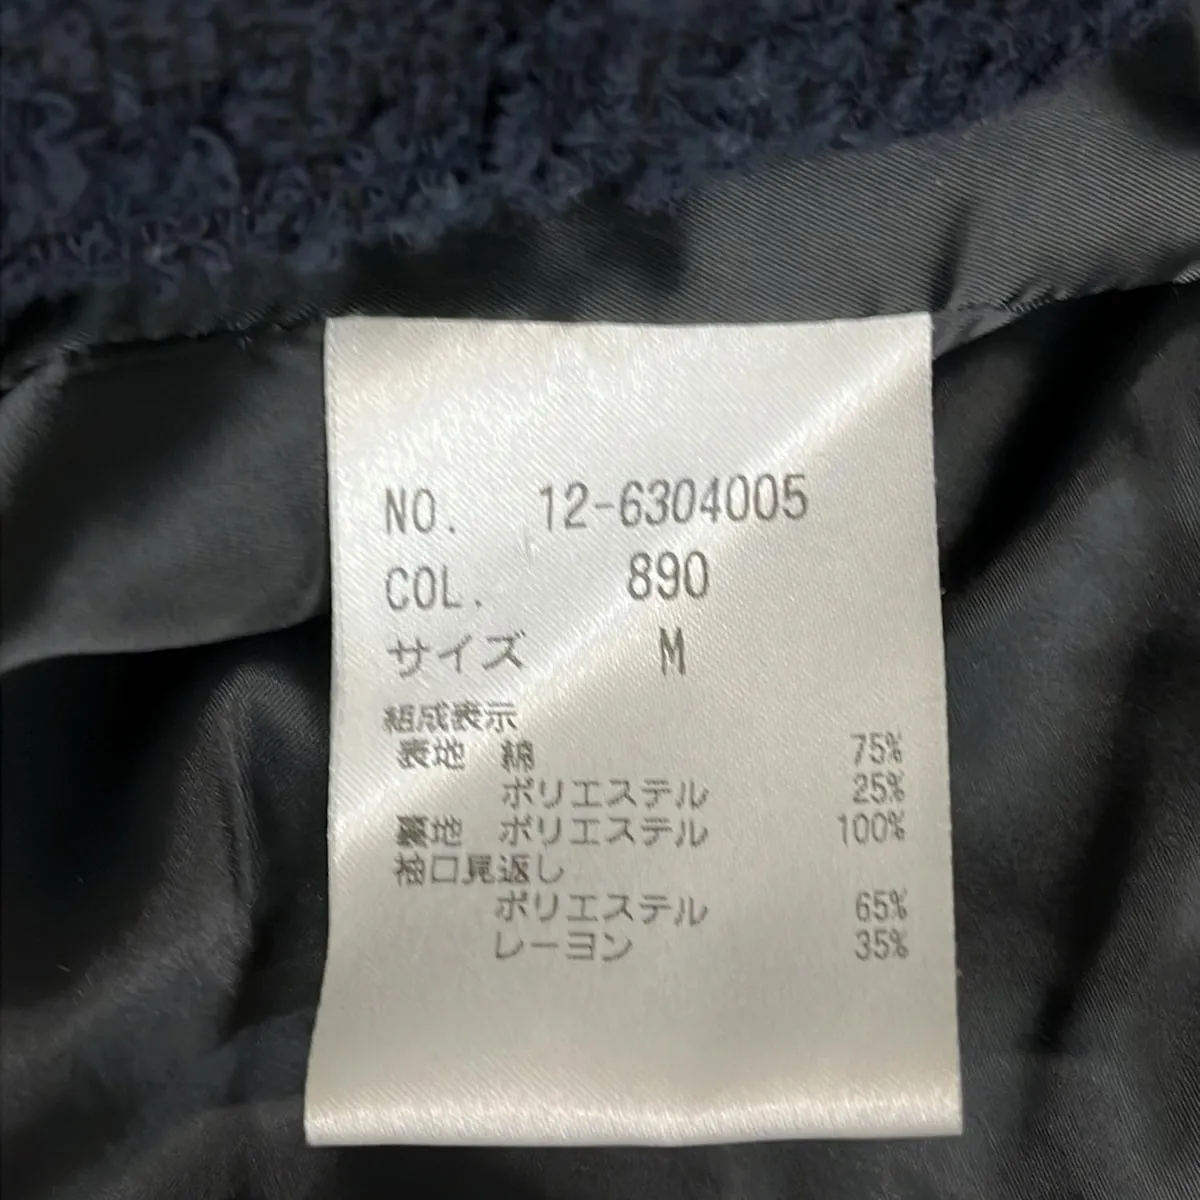 NO. 12-6304005
COL. 890
サイズ M
組成表示
表地 綿 75%
ポリエステル 25%
裏地 ポリエステル 100%
袖口見返し
ポリエステル 65%
レーヨン 35%